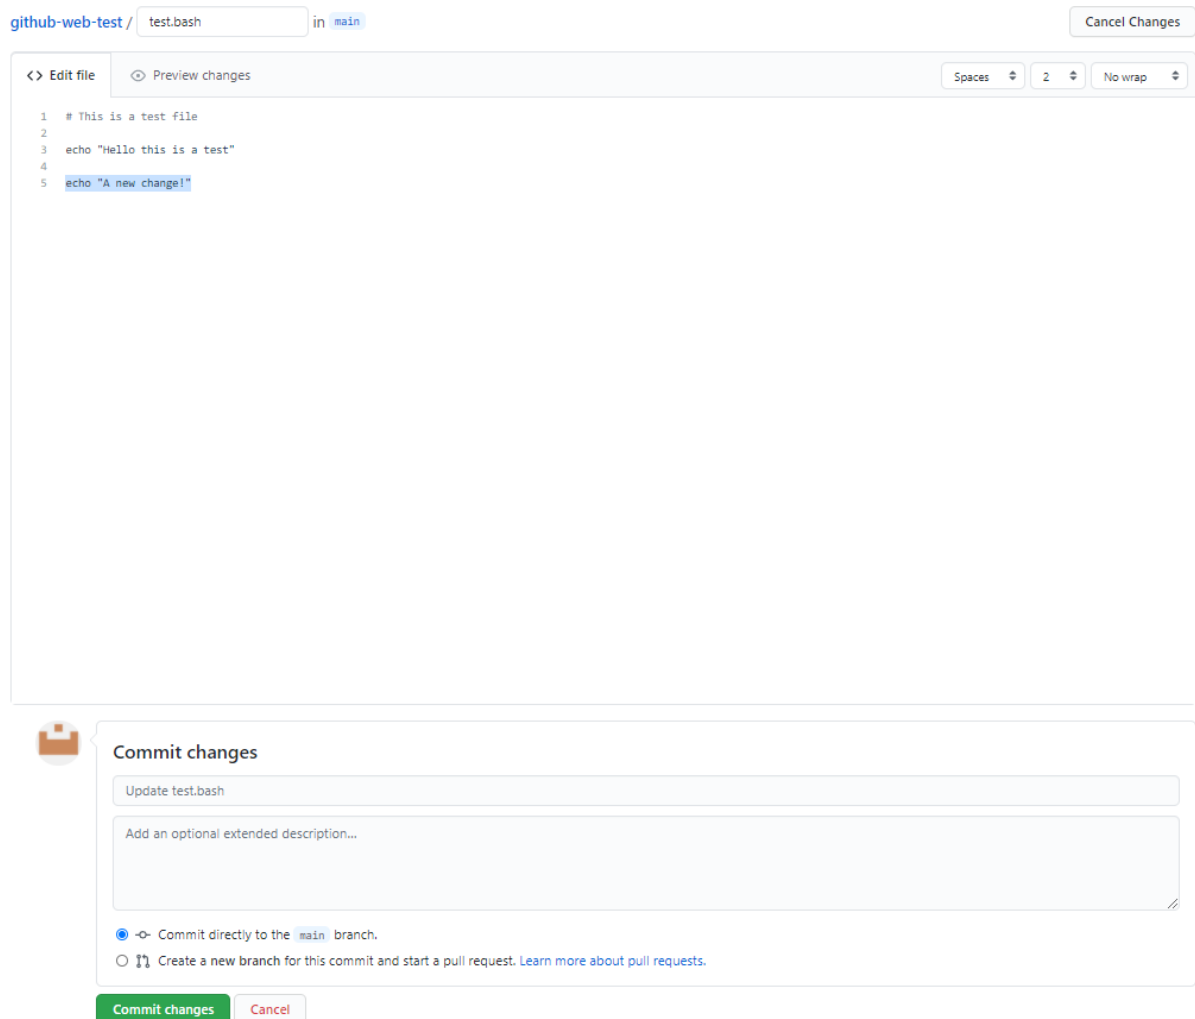 github-web-test / test.bash in main Cancel Changes
<> Edit file Preview changes Spaces 2 No wrap
1 # This is a test file
2
3 echo "Hello this is a test"
4
5 echo "A new change!"
Commit changes
Update test.bash
Add an optional extended description...
Commit directly to the main branch.
Create a new branch for this commit and start a pull request. Learn more about pull requests.
Commit changes Cancel